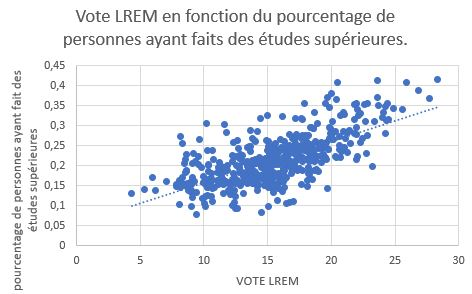 Vote LREM en fonction du pourcentage de
personnes ayant faits des études supérieures.
pourcentage de personnes ayant fait des
études supérieures
0,45
0,4
0,35
0,3
0,25
0,2
0,15
0,1
0,05
0
0 5 10 15 20 25 30
VOTE LREM